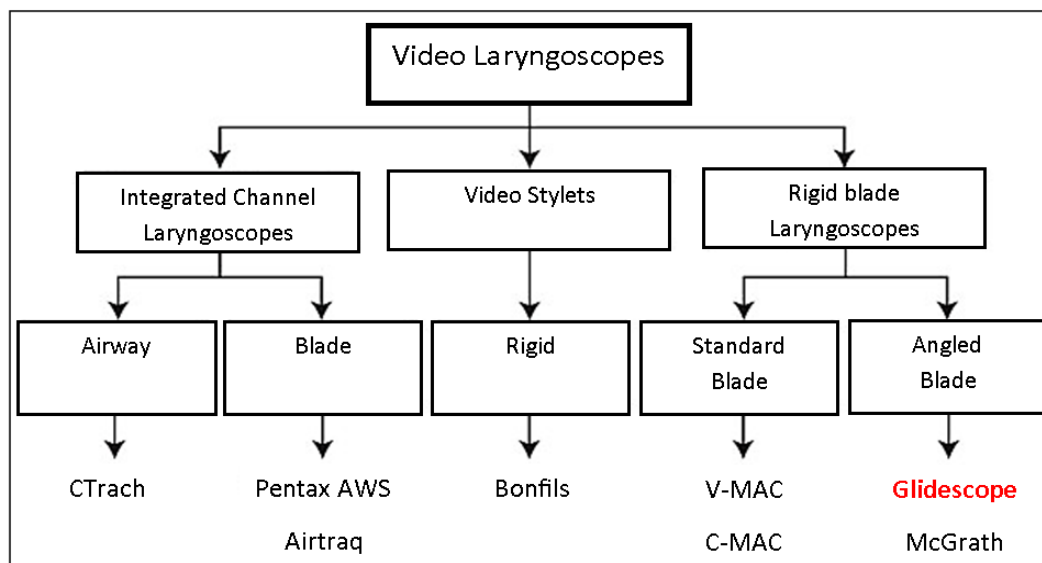 Video Laryngoscopes
Integrated Channel
Laryngoscopes
Video Stylets
Rigid blade
Laryngoscopes
Airway
Blade
Rigid
Standard
Blade
Angled
Blade
CTrach
Pentax AWS
Airtraq
Bonfils
V-MAC
C-MAC
Glidescope
McGrath